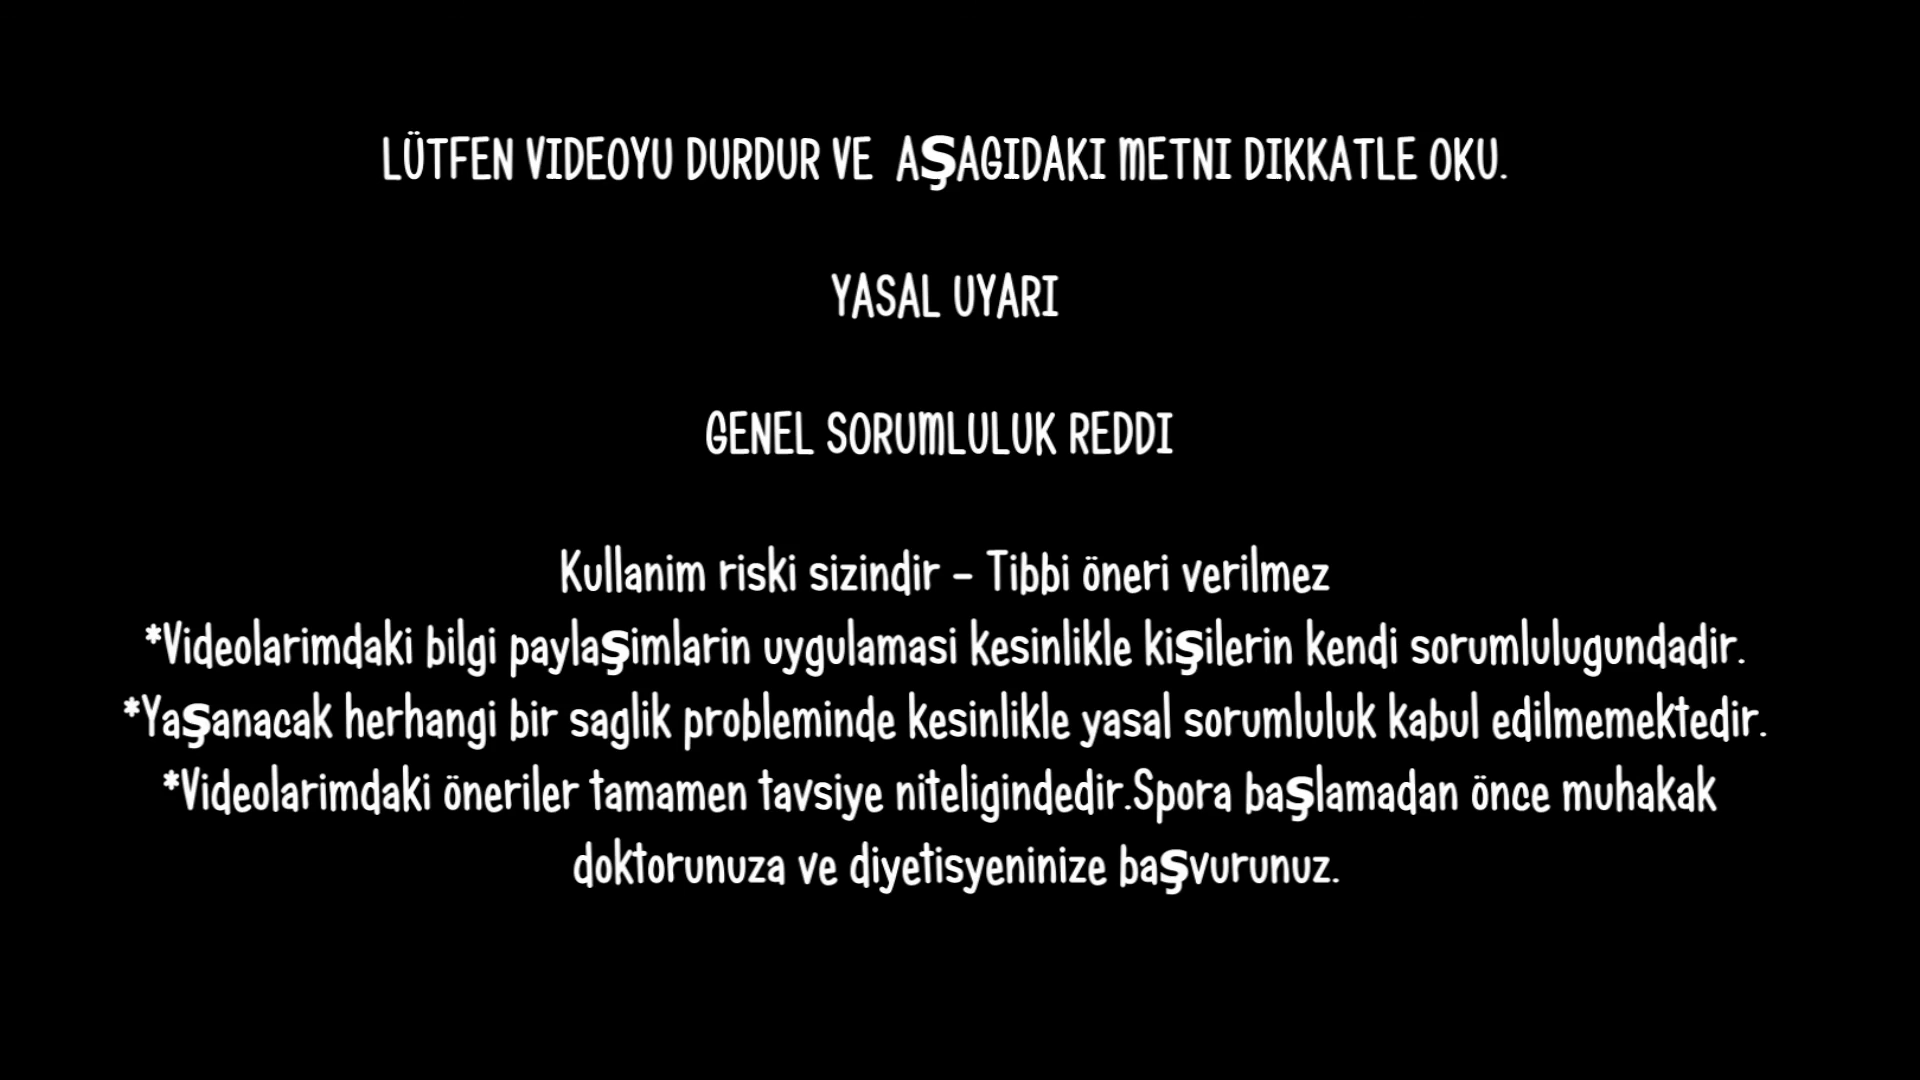 LÜTFEN VIDEOYU DURDUR VE AŞAGIDAKI METNI DIKKATLE OKU.
YASAL UYARI
GENEL SORUMLULUK REDDI
Kullanim riski sizindir - Tibbi öneri verilmez
*Videolarimdaki bilgi paylaşimlarin uygulamasi kesinlikle kişilerin kendi sorumlulugundadir.
*Yaşanacak herhangi bir saglik probleminde kesinlikle yasal sorumluluk kabul edilmemektedir.
*Videolarimdaki öneriler tamamen tavsiye niteligindedir.Spora başlamadan önce muhakak
doktorunuza ve diyetisyeninize başvurunuz.